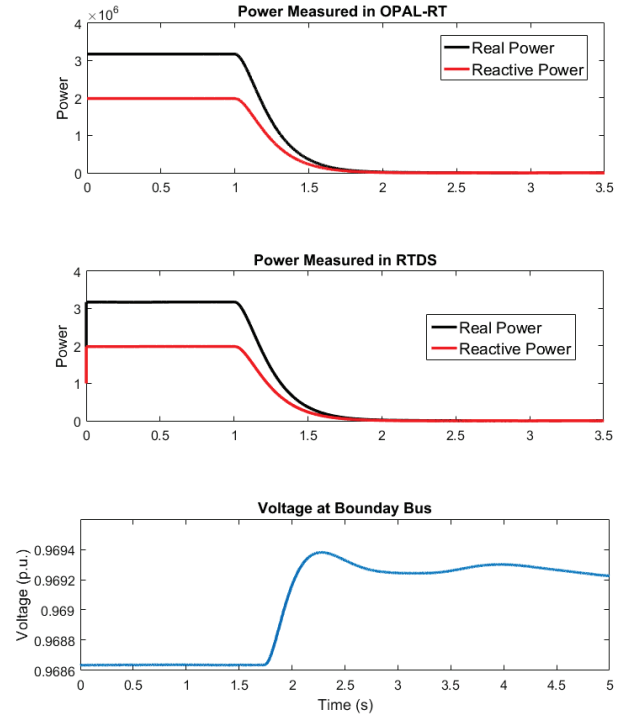 Power Measured in OPAL-RT
×10^6
4
3
2
1
0
Power
Real Power
Reactive Power
0 0.5 1 1.5 2 2.5 3 3.5
Power Measured in RTDS
4
3
2
1
0
Power
Real Power
Reactive Power
0 0.5 1 1.5 2 2.5 3 3.5
Voltage at Bounday Bus
0.9694
0.9692
0.969
0.9688
0.9686
Voltage (p.u.)
0 0.5 1 1.5 2 2.5 3 3.5 4 4.5 5
Time (s)